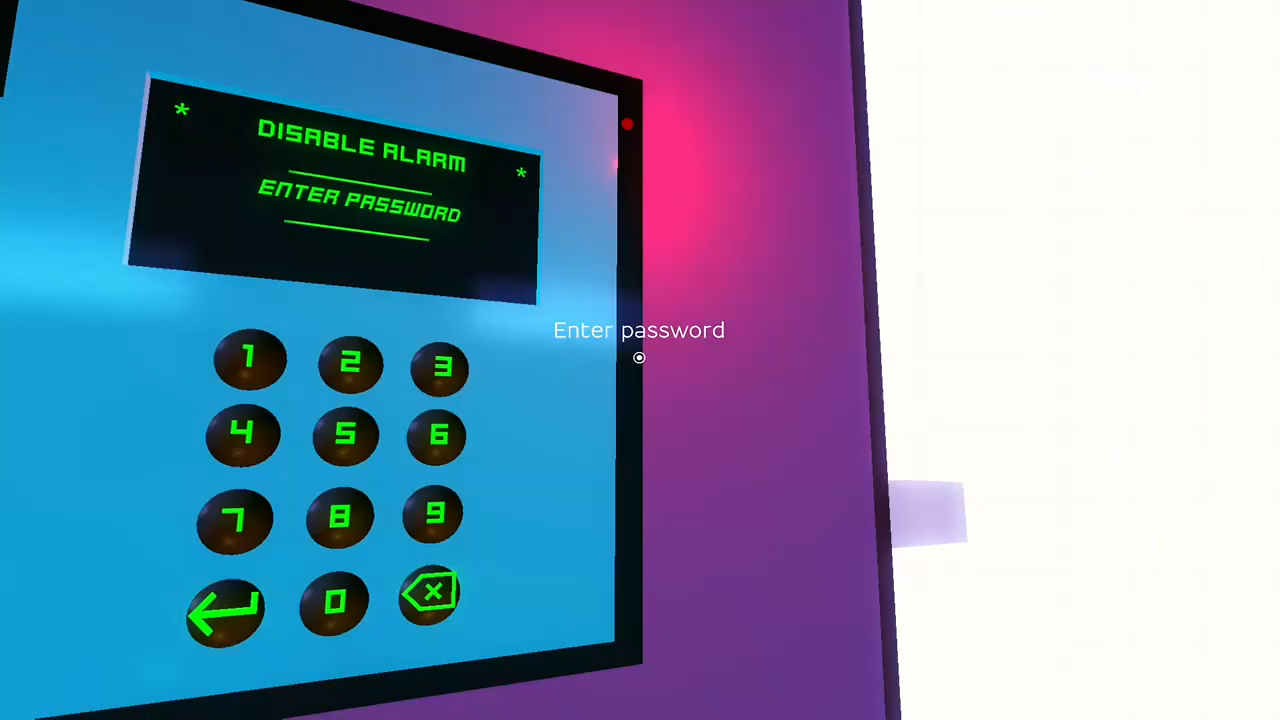 * DISABLE ALARM *
ENTER PASSWORD
Enter password
1 2 3
4 5 6
7 8 9
0